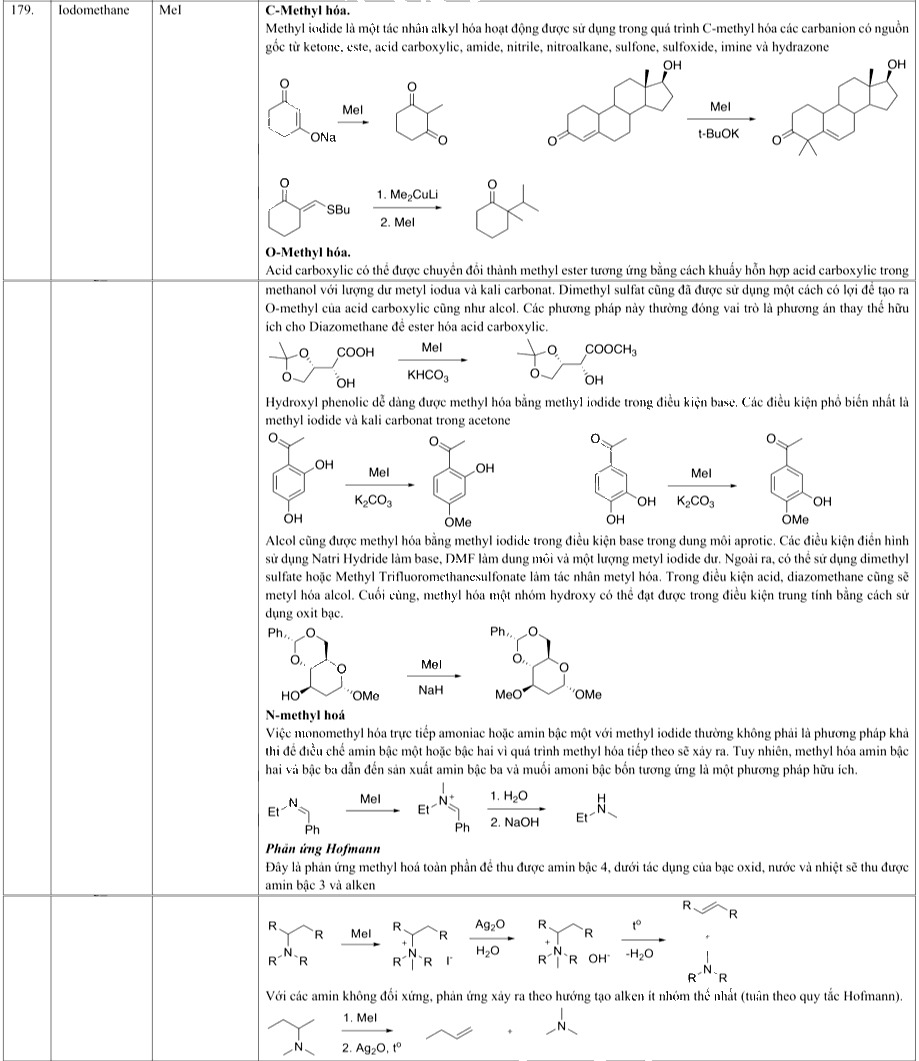 179.
Iodomethane
MeI
C-Methyl hóa.
Methyl iodide là một tác nhân alkyl hóa hoạt động được sử dụng trong quá trình C-methyl hóa các carbanion có nguồn
gốc từ ketone, este, acid carboxylic, amide, nitrile, nitroalkane, sulfone, sulfoxide, imine và hydrazone
O
ONa
MeI
O
O
OH
O
MeI
t-BuOK
OH
O
O
SBu
1. Me2CuLi
2. MeI
O
O-Methyl hóa.
Acid carboxylic có thể được chuyển đổi thành methyl ester tương ứng bằng cách khuấy hỗn hợp acid carboxylic trong
methanol với lượng dư metyl iodua và kali carbonat. Dimethyl sulfat cũng đã được sử dụng một cách có lợi để tạo ra
O-methyl của acid carboxylic cũng như alcol. Các phương pháp này thường đóng vai trò là phương án thay thế hữu
ích cho Diazomethane để ester hóa acid carboxylic.
O
O
COOH
OH
MeI
KHCO3
O
O
COOCH3
OH
Hydroxyl phenolic dễ dàng được methyl hóa bằng methyl iodide trong điều kiện base. Các điều kiện phổ biến nhất là
methyl iodide và kali carbonat trong acetone
O
OH
OH
MeI
K2CO3
O
OH
OMe
O
OH
OH
MeI
K2CO3
O
OH
OMe
Alcol cũng được methyl hóa bằng methyl iodide trong điều kiện base trong dung môi aprotic. Các điều kiện điển hình
sử dụng Natri Hydride làm base, DMF làm dung môi và một lượng metyl iodide dư. Ngoài ra, có thể sử dụng dimethyl
sulfate hoặc Methyl Trifluoromethanesulfonate làm tác nhân metyl hóa. Trong điều kiện acid, diazomethane cũng sẽ
metyl hóa alcol. Cuối cùng, methyl hóa một nhóm hydroxy có thể đạt được trong điều kiện trung tính bằng cách sử
dụng oxit bạc.
Ph,,
O
O,,
O
HO
''OMe
MeI
NaH
Ph,,
O
O,,
O
MeO
''OMe
N-methyl hoá
Việc monomethyl hóa trực tiếp amoniac hoặc amin bậc một với methyl iodide thường không phải là phương pháp khả
thi để điều chế amin bậc một hoặc bậc hai vì quá trình methyl hóa tiếp theo sẽ xảy ra. Tuy nhiên, methyl hóa amin bậc
hai và bậc ba dẫn đến sản xuất amin bậc ba và muối amoni bậc bốn tương ứng là một phương pháp hữu ích.
Et
N
Ph
MeI
Et
N+
Ph
1. H2O
2. NaOH
Et
H
N
Phản ứng Hofmann
Đây là phản ứng methyl hoá toàn phần để thu được amin bậc 4, dưới tác dụng của bạc oxid, nước và nhiệt sẽ thu được
amin bậc 3 và alken
R
R
R N R
MeI
R
R
+
R N R I-
Ag2O
H2O
R
R
+
R N R OH-
to
-H2O
R
R
+
N
R R
Với các amin không đối xứng, phản ứng xảy ra theo hướng tạo alken ít nhóm thế nhất (tuân theo quy tắc Hofmann).
N
1. MeI
2. Ag2O, to
+
N